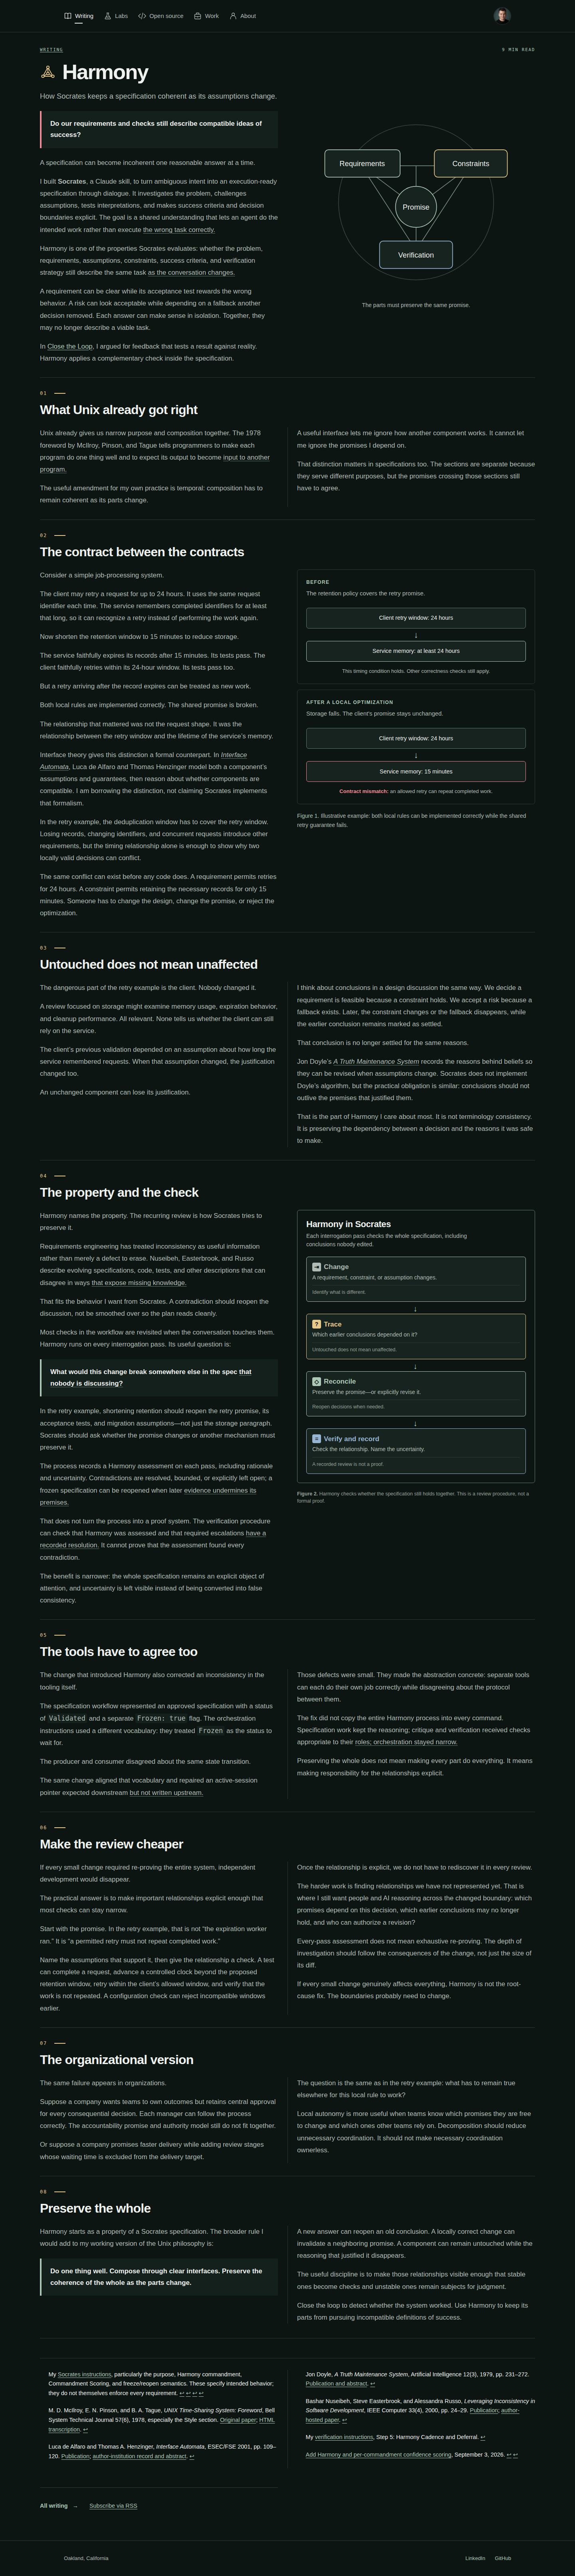 Writing
Labs
Open source
Work
About
WRITING
9 MIN READ
Harmony
How Socrates keeps a specification coherent as its assumptions change.
Do our requirements and checks still describe compatible ideas of
success?
A specification can become incoherent one reasonable answer at a time.
I built Socrates, a Claude skill, to turn ambiguous intent into an execution-ready
specification through dialogue. It investigates the problem, challenges
assumptions, tests interpretations, and makes success criteria and decision
boundaries explicit. The goal is a shared understanding that lets an agent do the
intended work rather than execute the wrong task correctly.
Harmony is one of the properties Socrates evaluates: whether the problem,
requirements, assumptions, constraints, success criteria, and verification
strategy still describe the same task as the conversation changes.
A requirement can be clear while its acceptance test rewards the wrong
behavior. A risk can look acceptable while depending on a fallback another
decision removed. Each answer can make sense in isolation. Together, they
may no longer describe a viable task.
In Close the Loop, I argued for feedback that tests a result against reality.
Harmony applies a complementary check inside the specification.
Requirements
Constraints
Promise
Verification
The parts must preserve the same promise.
01
What Unix already got right
Unix already gives us narrow purpose and composition together. The 1978
foreword by McIlroy, Pinson, and Tague tells programmers to make each
program do one thing well and to expect its output to become input to another
program.
The useful amendment for my own practice is temporal: composition has to
remain coherent as its parts change.
A useful interface lets me ignore how another component works. It cannot let
me ignore the promises I depend on.
That distinction matters in specifications too. The sections are separate because
they serve different purposes, but the promises crossing those sections still
have to agree.
02
The contract between the contracts
Consider a simple job-processing system.
The client may retry a request for up to 24 hours. It uses the same request
identifier each time. The service remembers completed identifiers for at least
that long, so it can recognize a retry instead of performing the work again.
Now shorten the retention window to 15 minutes to reduce storage.
The service faithfully expires its records after 15 minutes. Its tests pass. The
client faithfully retries within its 24-hour window. Its tests pass too.
But a retry arriving after the record expires can be treated as new work.
Both local rules are implemented correctly. The shared promise is broken.
The relationship that mattered was not the request shape. It was the
relationship between the retry window and the lifetime of the service's memory.
Interface theory gives this distinction a formal counterpart. In Interface
Automata, Luca de Alfaro and Thomas Henzinger model both a component's
assumptions and guarantees, then reason about whether components are
compatible. I am borrowing the distinction, not claiming Socrates implements
that formalism.
In the retry example, the deduplication window has to cover the retry window.
Losing records, changing identifiers, and concurrent requests introduce other
requirements, but the timing relationship alone is enough to show why two
locally valid decisions can conflict.
The same conflict can exist before any code does. A requirement permits retries
for 24 hours. A constraint permits retaining the necessary records for only 15
minutes. Someone has to change the design, change the promise, or reject the
optimization.
BEFORE
The retention policy covers the retry promise.
Client retry window: 24 hours
↓
Service memory: at least 24 hours
This timing condition holds. Other correctness checks still apply.
AFTER A LOCAL OPTIMIZATION
Storage falls. The client's promise stays unchanged.
Client retry window: 24 hours
↓
Service memory: 15 minutes
Contract mismatch: an allowed retry can repeat completed work.
Figure 1. Illustrative example: both local rules can be implemented correctly while the shared
retry guarantee fails.
03
Untouched does not mean unaffected
The dangerous part of the retry example is the client. Nobody changed it.
A review focused on storage might examine memory usage, expiration behavior,
and cleanup performance. All relevant. None tells us whether the client can still
rely on the service.
The client's previous validation depended on an assumption about how long the
service remembered requests. When that assumption changed, the justification
changed too.
An unchanged component can lose its justification.
I think about conclusions in a design discussion the same way. We decide a
requirement is feasible because a constraint holds. We accept a risk because a
fallback exists. Later, the constraint changes or the fallback disappears, while
the earlier conclusion remains marked as settled.
That conclusion is no longer settled for the same reasons.
Jon Doyle's A Truth Maintenance System records the reasons behind beliefs so
they can be revised when assumptions change. Socrates does not implement
Doyle's algorithm, but the practical obligation is similar: conclusions should not
outlive the premises that justified them.
That is the part of Harmony I care about most. It is not terminology consistency.
It is preserving the dependency between a decision and the reasons it was safe
to make.
04
The property and the check
Harmony names the property. The recurring review is how Socrates tries to
preserve it.
Requirements engineering has treated inconsistency as useful information
rather than merely a defect to erase. Nuseibeh, Easterbrook, and Russo
describe evolving specifications, code, tests, and other descriptions that can
disagree in ways that expose missing knowledge.
That fits the behavior I want from Socrates. A contradiction should reopen the
discussion, not be smoothed over so the plan reads cleanly.
Most checks in the workflow are revisited when the conversation touches them.
Harmony runs on every interrogation pass. Its useful question is:
What would this change break somewhere else in the spec that
nobody is discussing?
In the retry example, shortening retention should reopen the retry promise, its
acceptance tests, and migration assumptions—not just the storage paragraph.
Socrates should ask whether the promise changes or another mechanism must
preserve it.
The process records a Harmony assessment on each pass, including rationale
and uncertainty. Contradictions are resolved, bounded, or explicitly left open; a
frozen specification can be reopened when later evidence undermines its
premises.
That does not turn the process into a proof system. The verification procedure
can check that Harmony was assessed and that required escalations have a
recorded resolution. It cannot prove that the assessment found every
contradiction.
The benefit is narrower: the whole specification remains an explicit object of
attention, and uncertainty is left visible instead of being converted into false
consistency.
Harmony in Socrates
Each interrogation pass checks the whole specification, including
conclusions nobody edited.
Change
A requirement, constraint, or assumption changes.
Identify what is different.
↓
? Trace
Which earlier conclusions depended on it?
Untouched does not mean unaffected.
↓
Reconcile
Preserve the promise—or explicitly revise it.
Reopen decisions when needed.
↓
Verify and record
Check the relationship. Name the uncertainty.
A recorded review is not a proof.
Figure 2. Harmony checks whether the specification still holds together. This is a review procedure, not a
formal proof.
05
The tools have to agree too
The change that introduced Harmony also corrected an inconsistency in the
tooling itself.
The specification workflow represented an approved specification with a status
of Validated and a separate Frozen: true flag. The orchestration
instructions used a different vocabulary: they treated Frozen as the status to
wait for.
The producer and consumer disagreed about the same state transition.
The same change aligned that vocabulary and repaired an active-session
pointer expected downstream but not written upstream.
Those defects were small. They made the abstraction concrete: separate tools
can each do their own job correctly while disagreeing about the protocol
between them.
The fix did not copy the entire Harmony process into every command.
Specification work kept the reasoning; critique and verification received checks
appropriate to their roles; orchestration stayed narrow.
Preserving the whole does not mean making every part do everything. It means
making responsibility for the relationships explicit.
06
Make the review cheaper
If every small change required re-proving the entire system, independent
development would disappear.
The practical answer is to make important relationships explicit enough that
most checks can stay narrow.
Start with the promise. In the retry example, that is not “the expiration worker
ran.” It is “a permitted retry must not repeat completed work.”
Name the assumptions that support it, then give the relationship a check. A test
can complete a request, advance a controlled clock beyond the proposed
retention window, retry within the client's allowed window, and verify that the
work is not repeated. A configuration check can reject incompatible windows
earlier.
Once the relationship is explicit, we do not have to rediscover it in every review.
The harder work is finding relationships we have not represented yet. That is
where I still want people and AI reasoning across the changed boundary: which
promises depend on this decision, which earlier conclusions may no longer
hold, and who can authorize a revision?
Every-pass assessment does not mean exhaustive re-proving. The depth of
investigation should follow the consequences of the change, not just the size of
its diff.
If every small change genuinely affects everything, Harmony is not the root-
cause fix. The boundaries probably need to change.
07
The organizational version
The same failure appears in organizations.
Suppose a company wants teams to own outcomes but retains central approval
for every consequential decision. Each manager can follow the process
correctly. The accountability promise and authority model still do not fit together.
Or suppose a company promises faster delivery while adding review stages
whose waiting time is excluded from the delivery target.
The question is the same as in the retry example: what has to remain true
elsewhere for this local rule to work?
Local autonomy is more useful when teams know which promises they are free
to change and which ones other teams rely on. Decomposition should reduce
unnecessary coordination. It should not make necessary coordination
ownerless.
08
Preserve the whole
Harmony starts as a property of a Socrates specification. The broader rule I
would add to my working version of the Unix philosophy is:
Do one thing well. Compose through clear interfaces. Preserve the
coherence of the whole as the parts change.
A new answer can reopen an old conclusion. A locally correct change can
invalidate a neighboring promise. A component can remain untouched while the
reasoning that justified it disappears.
The useful discipline is to make those relationships visible enough that stable
ones become checks and unstable ones remain subjects for judgment.
Close the loop to detect whether the system worked. Use Harmony to keep its
parts from pursuing incompatible definitions of success.
My Socrates instructions, particularly the purpose, Harmony commandment,
Commandment Scoring, and freeze/reopen semantics. These specify intended behavior;
they do not themselves enforce every requirement. ↩ ↩ ↩ ↩
M. D. McIlroy, E. N. Pinson, and B. A. Tague, UNIX Time-Sharing System: Foreword, Bell
System Technical Journal 57(6), 1978, especially the Style section. Original paper; HTML
transcription. ↩
Luca de Alfaro and Thomas A. Henzinger, Interface Automata, ESEC/FSE 2001, pp. 109–
120. Publication; author-institution record and abstract. ↩
Jon Doyle, A Truth Maintenance System, Artificial Intelligence 12(3), 1979, pp. 231–272.
Publication and abstract. ↩
Bashar Nuseibeh, Steve Easterbrook, and Alessandra Russo, Leveraging Inconsistency in
Software Development, IEEE Computer 33(4), 2000, pp. 24–29. Publication; author-
hosted paper. ↩
My verification instructions, Step 5: Harmony Cadence and Deferral. ↩
Add Harmony and per-commandment confidence scoring, September 3, 2026. ↩ ↩
All writing →
Subscribe via RSS
Oakland, California
LinkedIn
GitHub